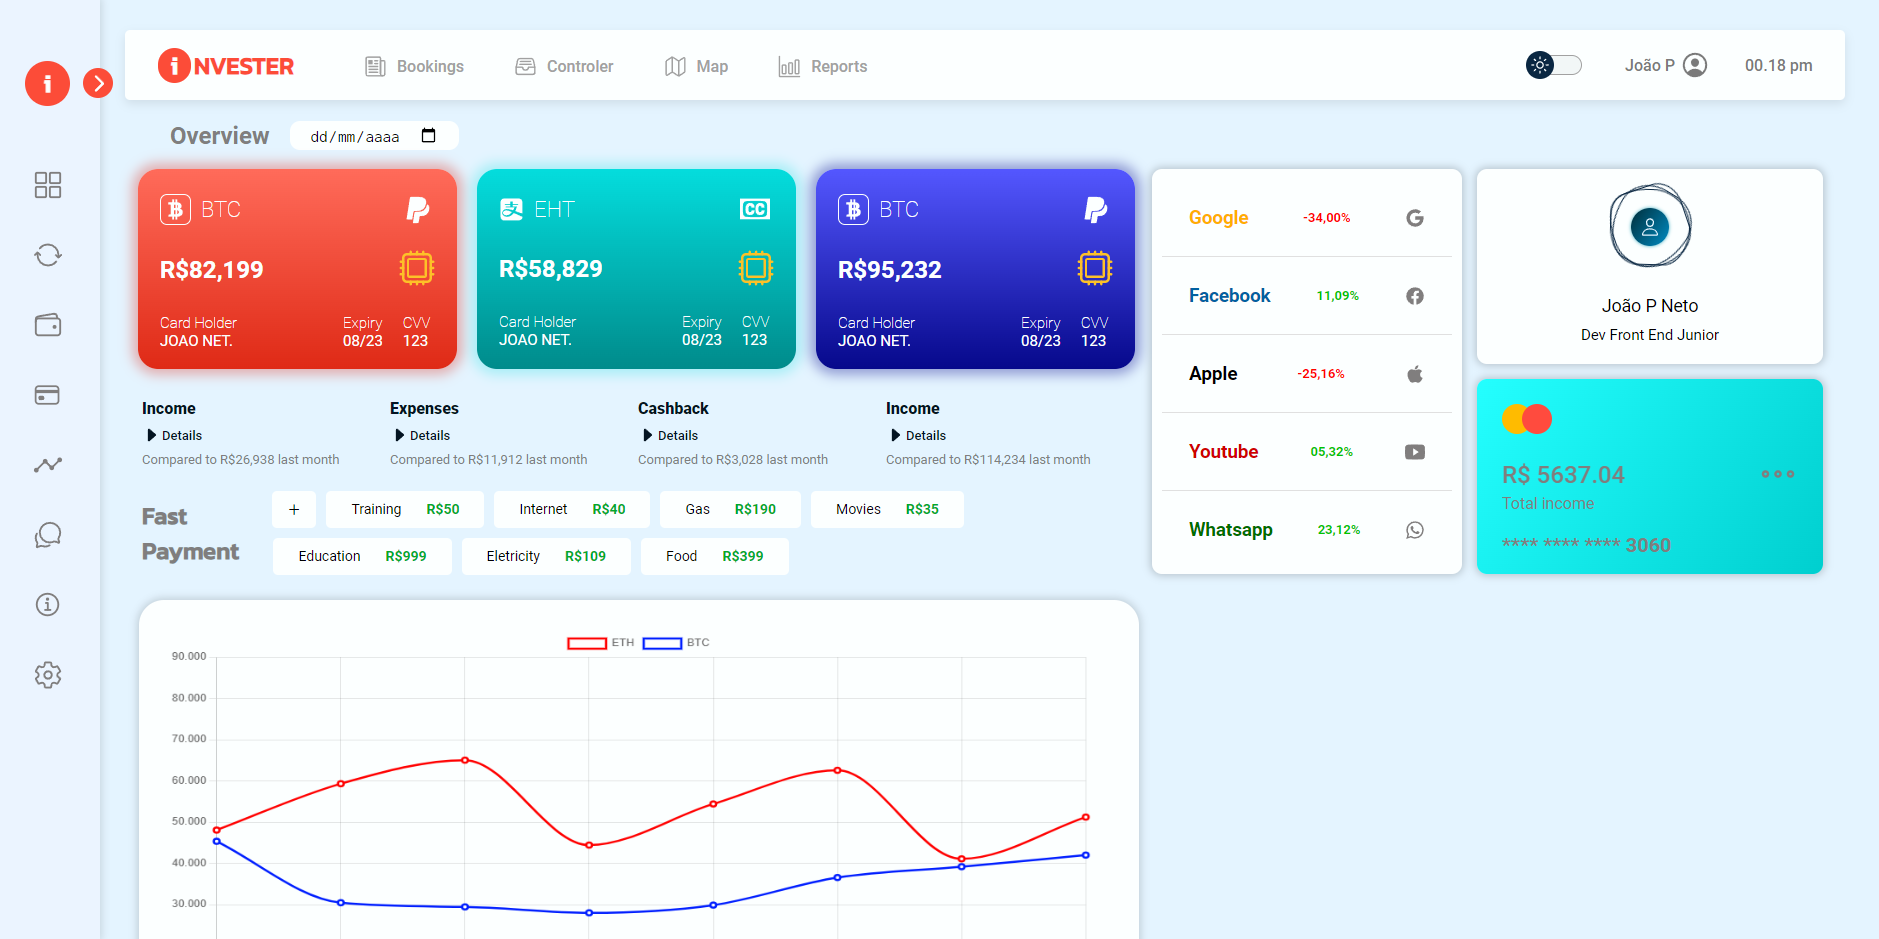 i
iNVESTER
Bookings
Controler
Map
Reports
João P
00.18 pm
Overview
dd/mm/aaaa
BTC
R$82,199
Card Holder
JOAO NET.
Expiry
08/23
CVV
123
EHT
CC
R$58,829
Card Holder
JOAO NET.
Expiry
08/23
CVV
123
BTC
R$95,232
Card Holder
JOAO NET.
Expiry
08/23
CVV
123
Google -34,00%
Facebook 11,09%
Apple -25,16%
Youtube 05,32%
Whatsapp 23,12%
João P Neto
Dev Front End Junior
R$ 5637.04
Total income
**** **** **** 3060
Income
Details
Compared to R$26,938 last month
Expenses
Details
Compared to R$11,912 last month
Cashback
Details
Compared to R$3,028 last month
Income
Details
Compared to R$114,234 last month
Fast
Payment
+
Training R$50
Internet R$40
Gas R$190
Movies R$35
Education R$999
Eletricity R$109
Food R$399
ETH
BTC
90.000
80.000
70.000
60.000
50.000
40.000
30.000